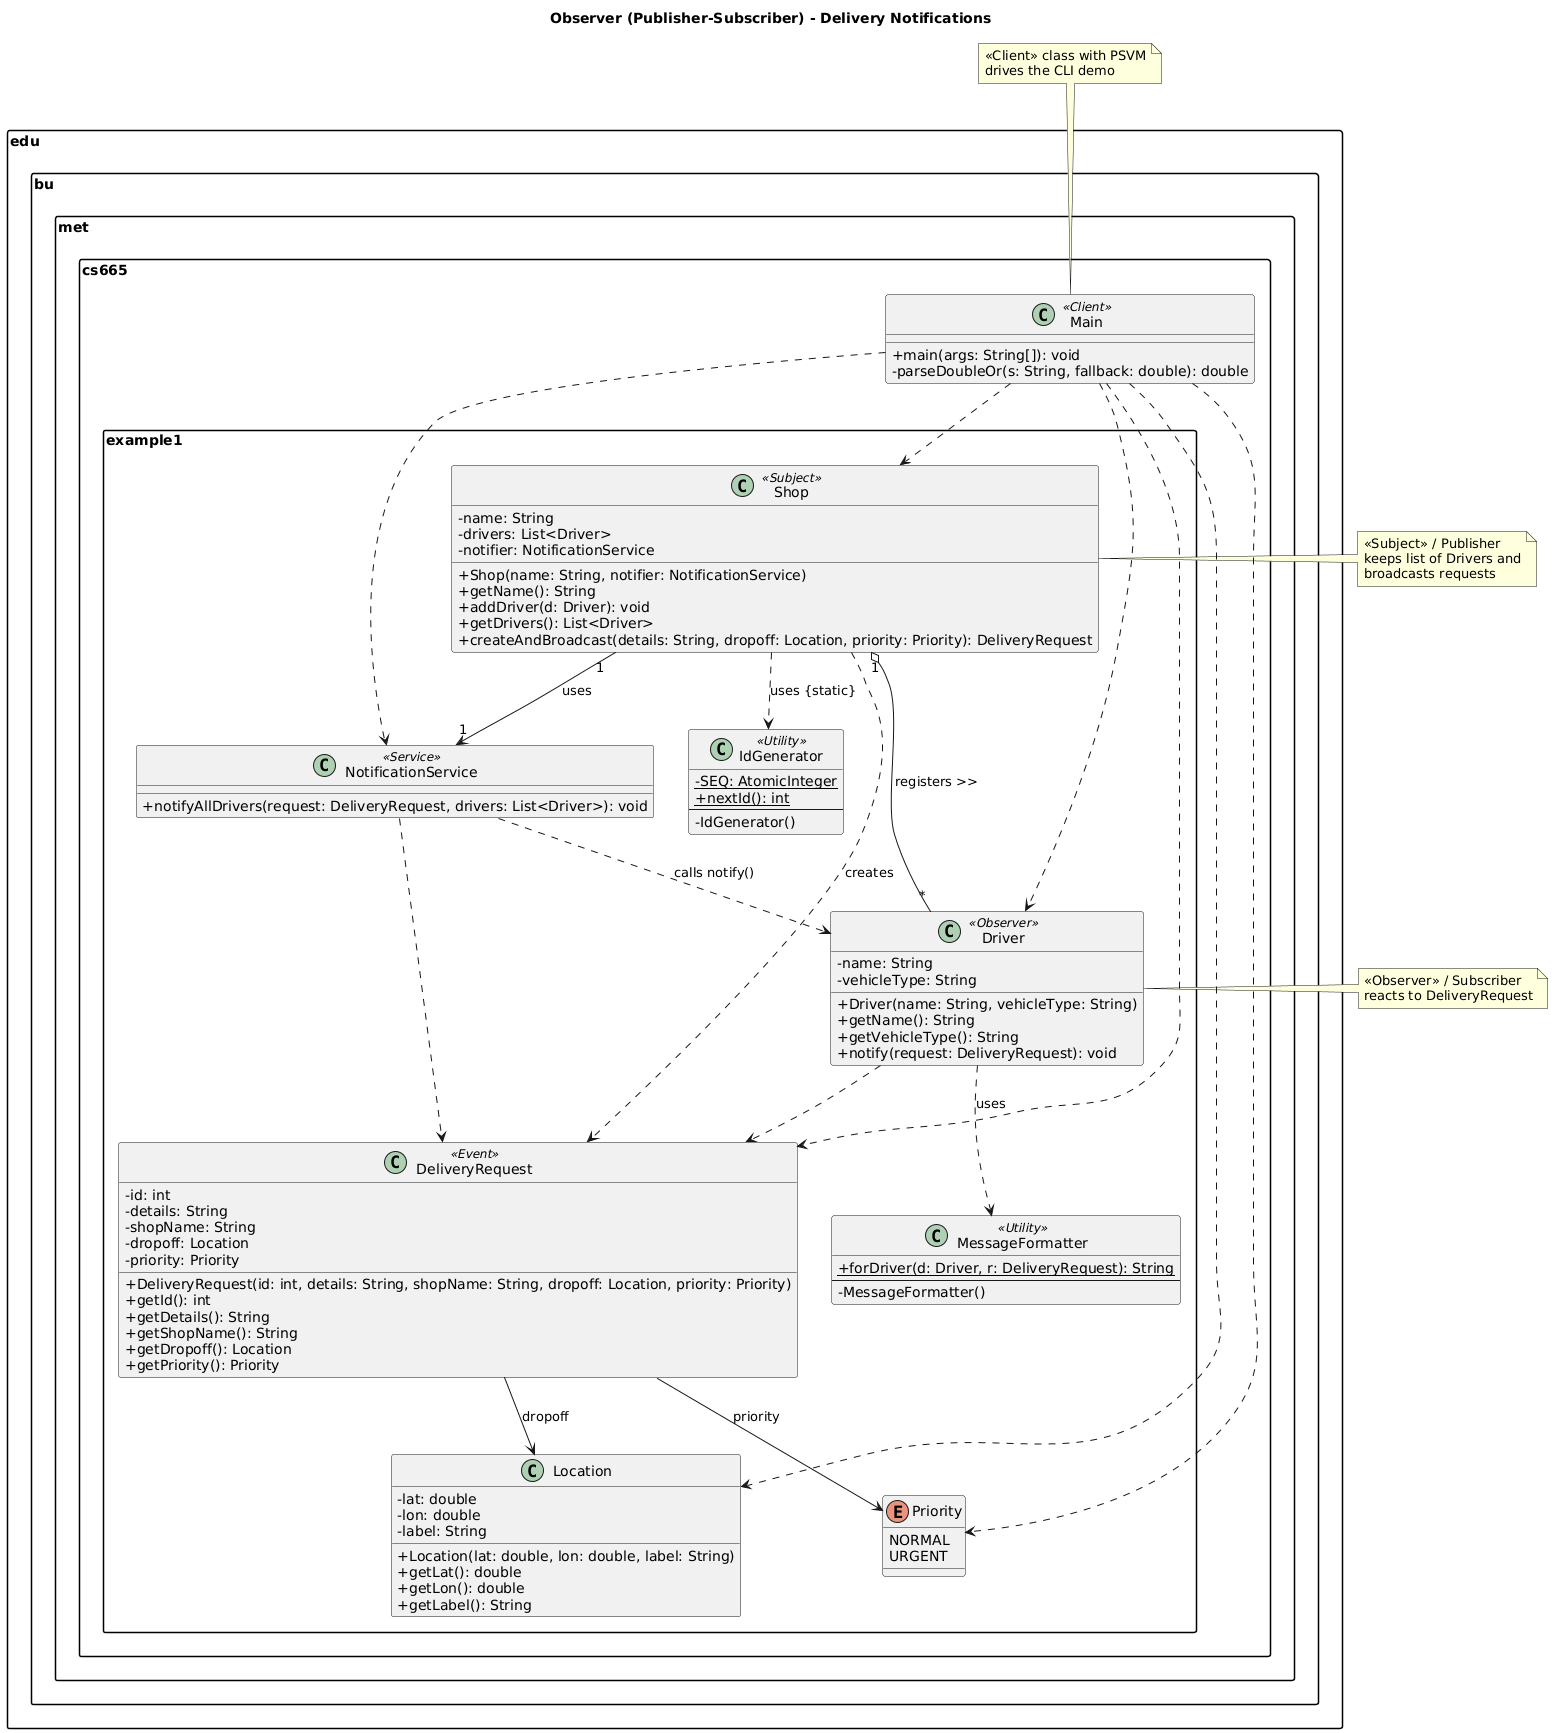 Observer (Publisher-Subscriber) - Delivery Notifications
«Client» class with PSVM
drives the CLI demo
edu
bu
met
cs665
«Client»
Main
+main(args: String[]): void
-parseDoubleOr(s: String, fallback: double): double
example1
«Subject»
Shop
-name: String
-drivers: List<Driver>
-notifier: NotificationService
+Shop(name: String, notifier: NotificationService)
+getName(): String
+addDriver(d: Driver): void
+getDrivers(): List<Driver>
+createAndBroadcast(details: String, dropoff: Location, priority: Priority): DeliveryRequest
«Subject» / Publisher
keeps list of Drivers and
broadcasts requests
1
uses
1
uses {static}
1
registers >>
*
creates
calls notify()
«Service»
NotificationService
+notifyAllDrivers(request: DeliveryRequest, drivers: List<Driver>): void
«Utility»
IdGenerator
-SEQ: AtomicInteger
+nextId(): int
-IdGenerator()
«Observer»
Driver
-name: String
-vehicleType: String
+Driver(name: String, vehicleType: String)
+getName(): String
+getVehicleType(): String
+notify(request: DeliveryRequest): void
«Observer» / Subscriber
reacts to DeliveryRequest
uses
«Event»
DeliveryRequest
-id: int
-details: String
-shopName: String
-dropoff: Location
-priority: Priority
+DeliveryRequest(id: int, details: String, shopName: String, dropoff: Location, priority: Priority)
+getId(): int
+getDetails(): String
+getShopName(): String
+getDropoff(): Location
+getPriority(): Priority
«Utility»
MessageFormatter
+forDriver(d: Driver, r: DeliveryRequest): String
-MessageFormatter()
dropoff
priority
Location
-lat: double
-lon: double
-label: String
+Location(lat: double, lon: double, label: String)
+getLat(): double
+getLon(): double
+getLabel(): String
Priority
NORMAL
URGENT